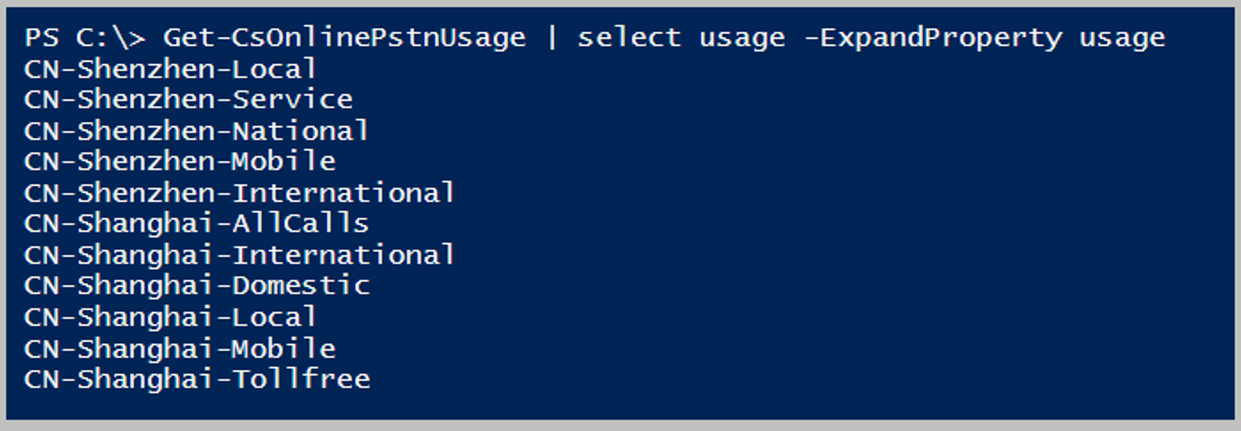 PS C:\> Get-CsOnlinePstnUsage | select usage -ExpandProperty usage
CN-Shenzhen-Local
CN-Shenzhen-Service
CN-Shenzhen-National
CN-Shenzhen-Mobile
CN-Shenzhen-International
CN-Shanghai-AllCalls
CN-Shanghai-International
CN-Shanghai-Domestic
CN-Shanghai-Local
CN-Shanghai-Mobile
CN-Shanghai-Tollfree